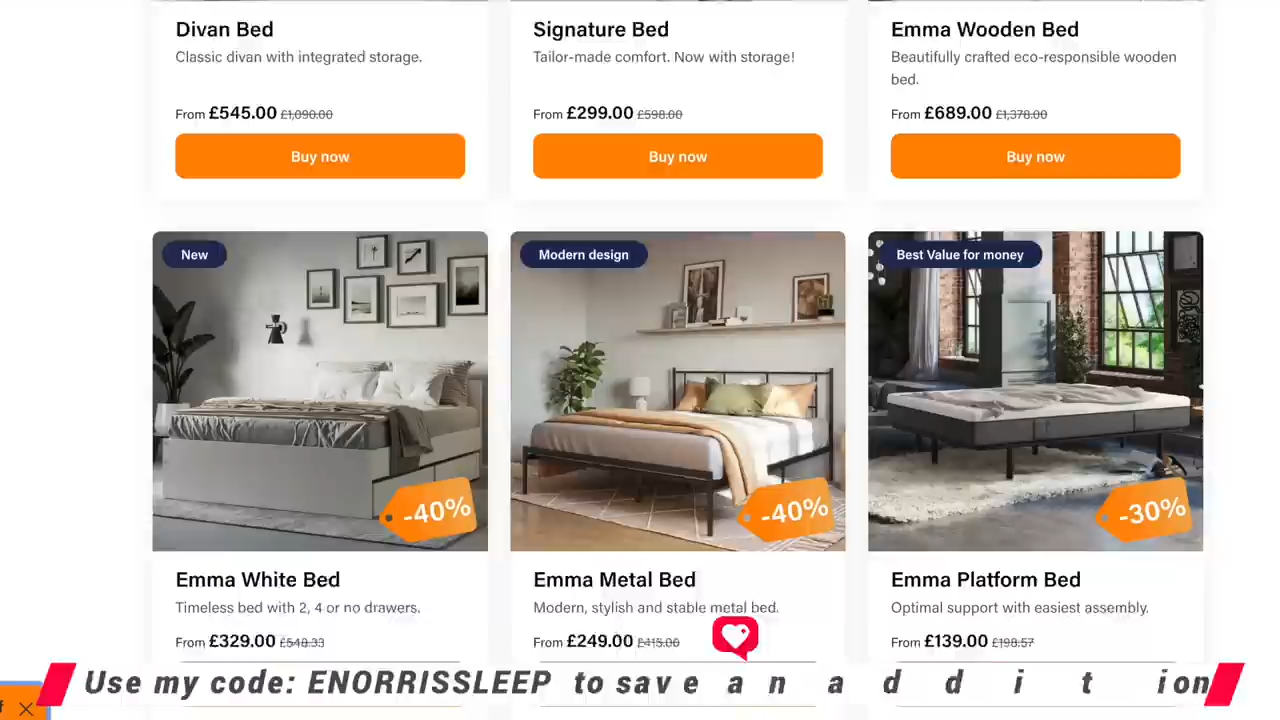 Divan Bed
Classic divan with integrated storage.
From £545.00 £1,090.00
Buy now
Signature Bed
Tailor-made comfort. Now with storage!
From £299.00 £598.00
Buy now
Emma Wooden Bed
Beautifully crafted eco-responsible wooden
bed.
From £689.00 £1,378.00
Buy now
New
-40%
Emma White Bed
Timeless bed with 2, 4 or no drawers.
From £329.00 £548.33
Modern design
-40%
Emma Metal Bed
Modern, stylish and stable metal bed.
From £249.00 £415.00
Best Value for money
-30%
Emma Platform Bed
Optimal support with easiest assembly.
From £139.00 £198.57
Use my code: ENORRISSLEEP to save an addition